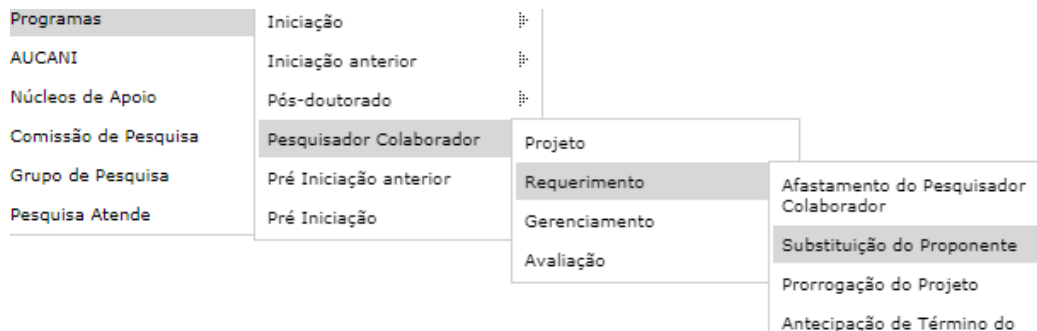 Programas
AUCANI
Núcleos de Apoio
Comissão de Pesquisa
Grupo de Pesquisa
Pesquisa Atende
Iniciação
Iniciação anterior
Pós-doutorado
Pesquisador Colaborador
Pré Iniciação anterior
Pré Iniciação
Projeto
Requerimento
Gerenciamento
Avaliação
Afastamento do Pesquisador
Colaborador
Substituição do Proponente
Prorrogação do Projeto
Antecipação de Término do